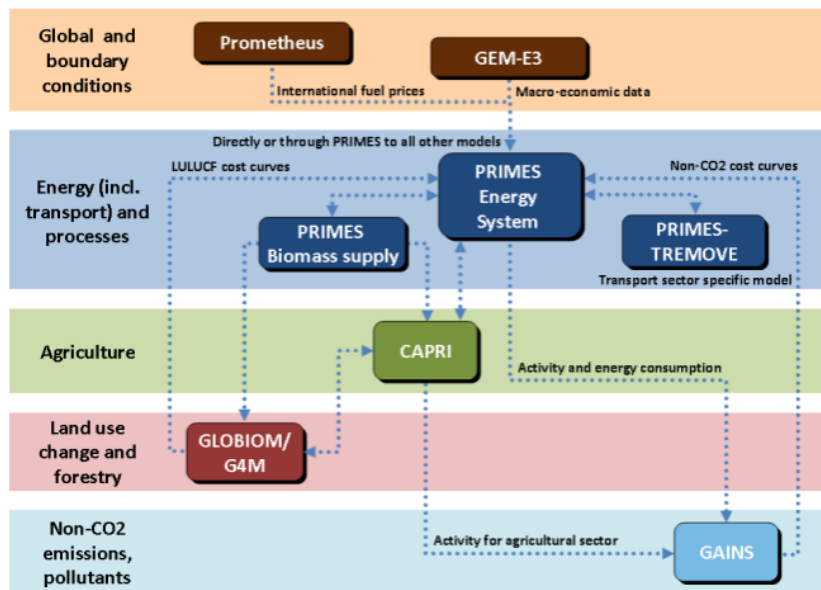 Global and
boundary
conditions
Prometheus
GEM-E3
International fuel prices
Macro-economic data
Directly or through PRIMES to all other models
LULUCF cost curves
Non-CO2 cost curves
Energy (incl.
transport) and
processes
PRIMES
Energy
System
PRIMES
Biomass supply
PRIMES-
TREMOVE
Transport sector specific model
Agriculture
CAPRI
Activity and energy consumption
Land use
change and
forestry
GLOBIOM/
G4M
Non-CO2
emissions,
pollutants
Activity for agricultural sector
GAINS